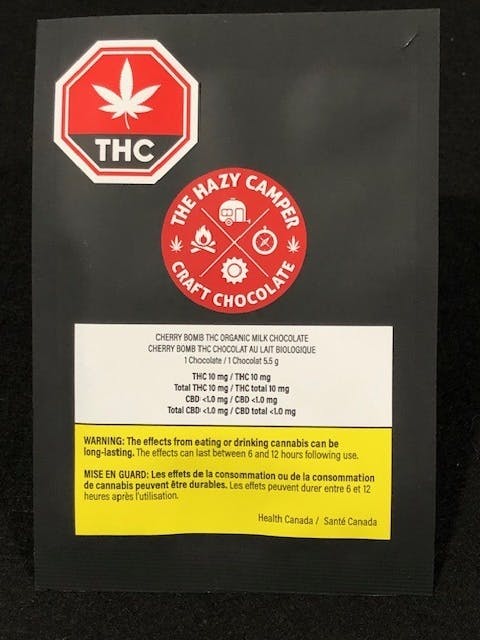 THC
THE HAZY CAMPER
CRAFT CHOCOLATE
CHERRY BOMB THC ORGANIC MILK CHOCOLATE
CHERRY BOMB THC CHOCOLAT AU LAIT BIOLOGIQUE
1 Chocolate / 1 Chocolat 5.5 g
THC 10 mg / THC 10 mg
Total THC 10 mg / THC total 10 mg
CBD <1.0 mg / CBD <1.0 mg
Total CBD <1.0 mg / CBD total <1.0 mg
WARNING: The effects from eating or drinking cannabis can be
long-lasting. The effects can last between 6 and 12 hours following use.
MISE EN GUARD: Les effets de la consommation ou de la consommation
de cannabis peuvent être durables. Les effets peuvent durer entre 6 et 12
heures après l'utilisation.
Health Canada / Santé Canada